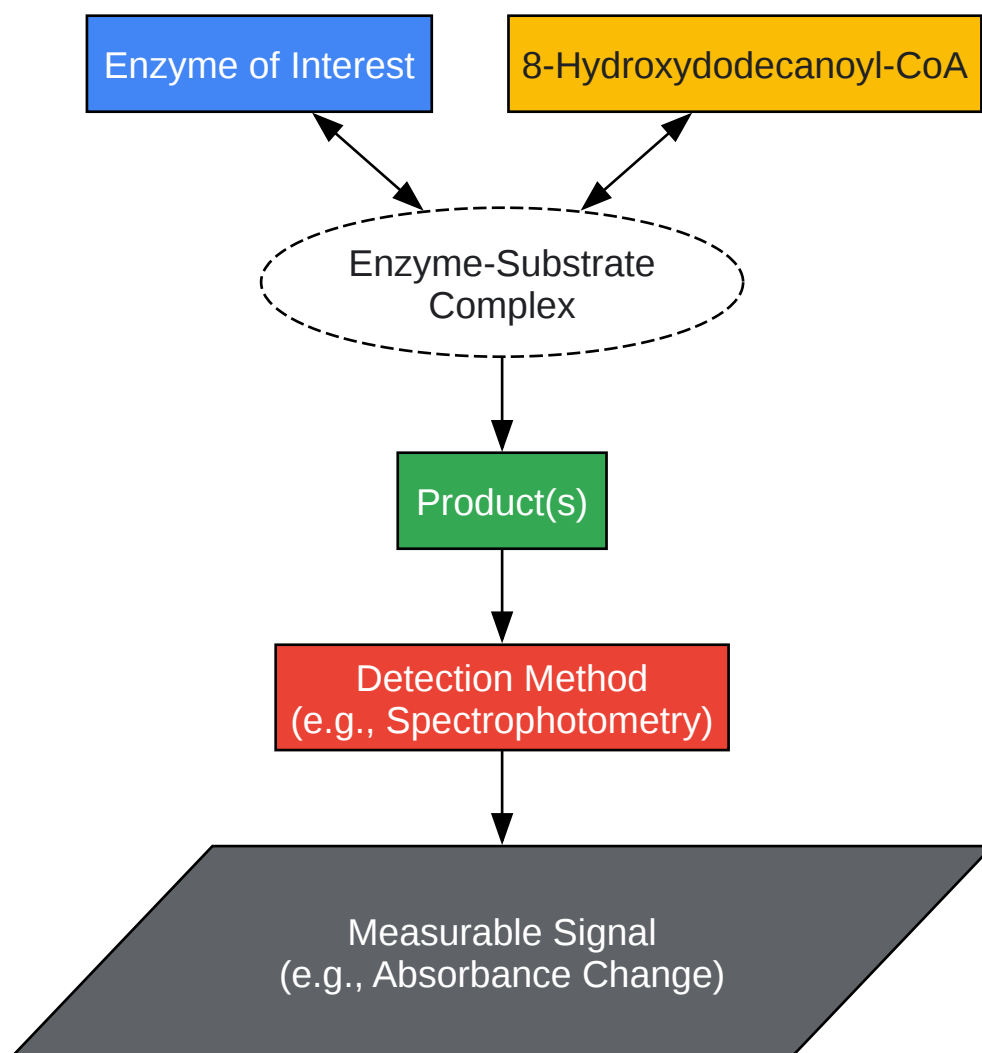 Enzyme of Interest
8-Hydroxydodecanoyl-CoA
Enzyme-Substrate
Complex
Product(s)
Detection Method
(e.g., Spectrophotometry)
Measurable Signal
(e.g., Absorbance Change)